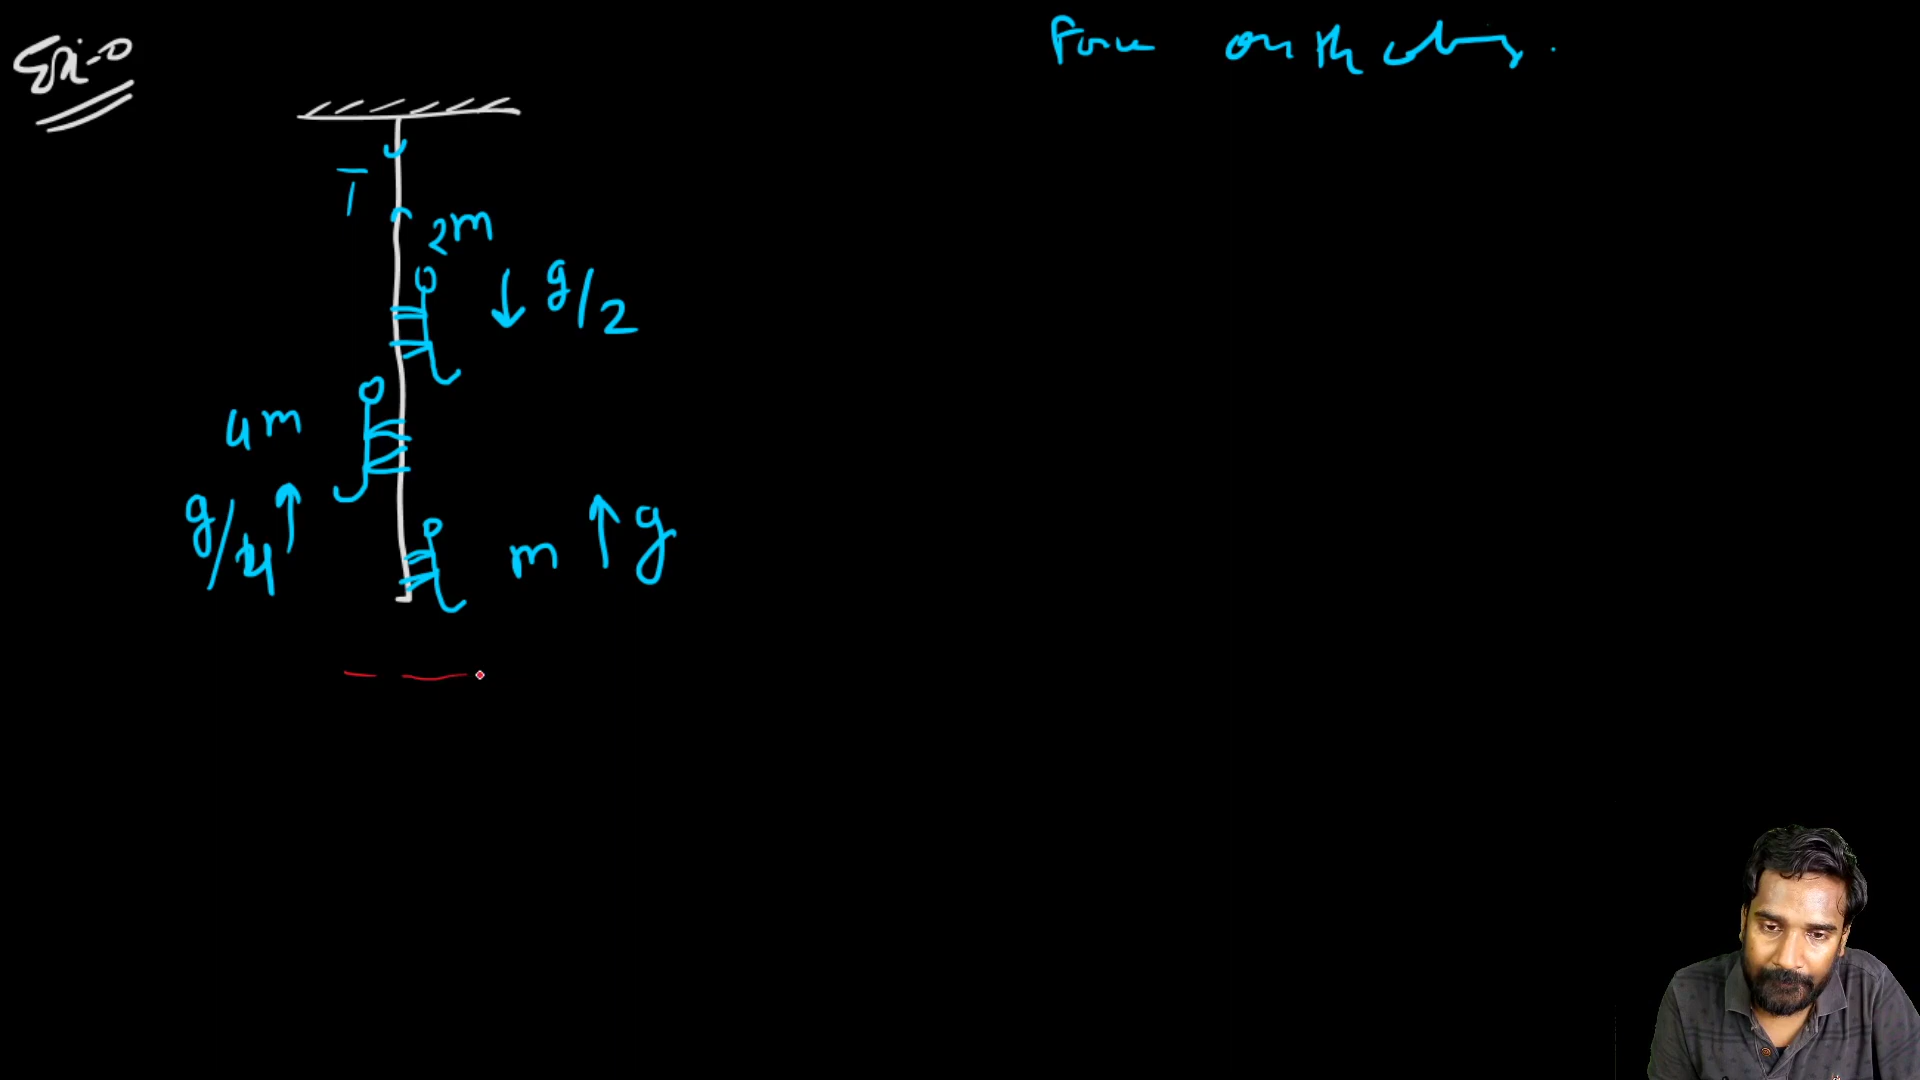 Force on the ceiling.
T
2m
g/2
4m
g/4
m g